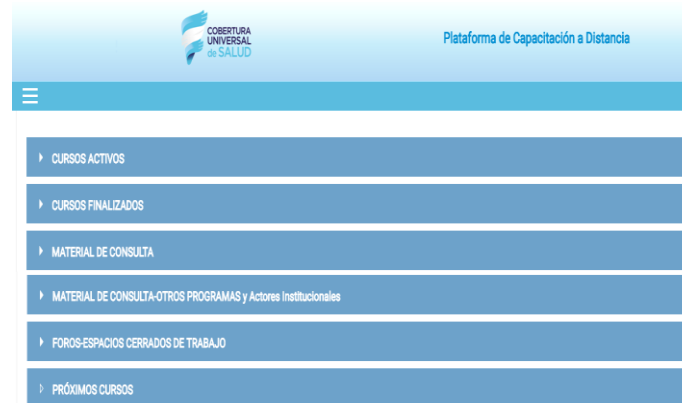 COBERTURA
UNIVERSAL
de SALUD
Plataforma de Capacitación a Distancia
CURSOS ACTIVOS
CURSOS FINALIZADOS
MATERIAL DE CONSULTA
MATERIAL DE CONSULTA-OTROS PROGRAMAS y Actores Institucionales
FOROS-ESPACIOS CERRADOS DE TRABAJO
PRÓXIMOS CURSOS